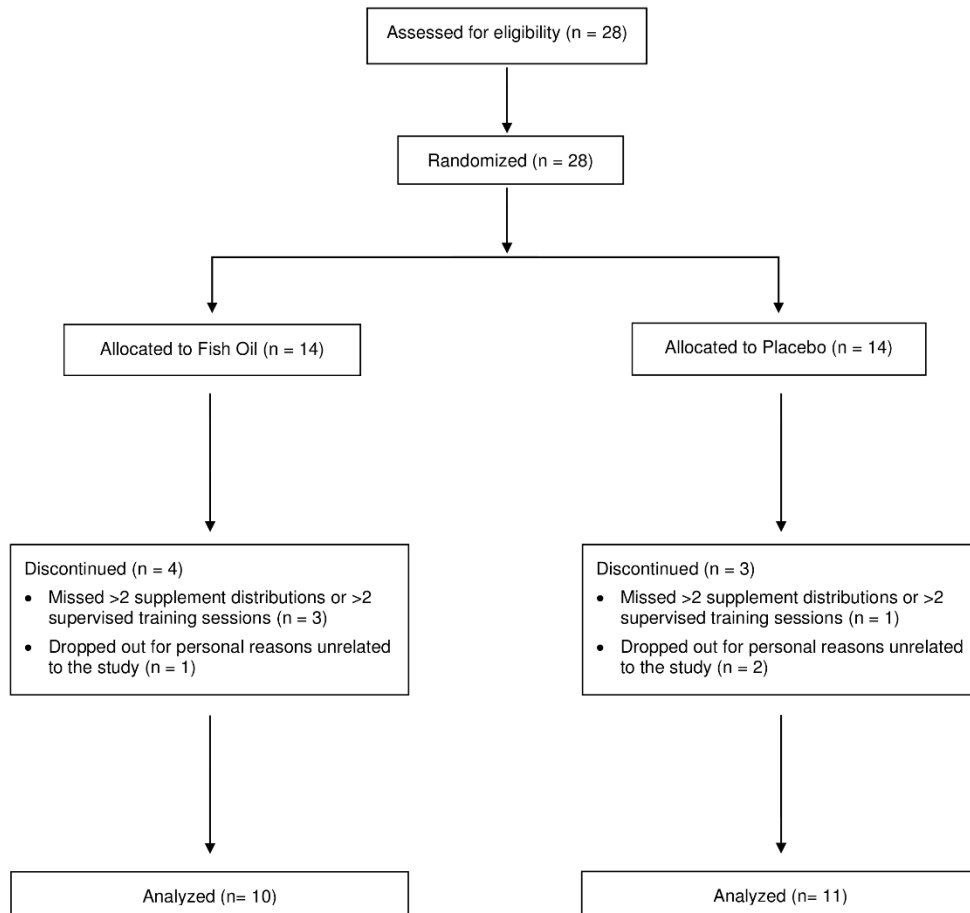 Assessed for eligibility (n = 28)
Randomized (n = 28)
Allocated to Fish Oil (n = 14)
Allocated to Placebo (n = 14)
Discontinued (n = 4)
• Missed >2 supplement distributions or >2
supervised training sessions (n = 3)
• Dropped out for personal reasons unrelated
to the study (n = 1)
Discontinued (n = 3)
• Missed >2 supplement distributions or >2
supervised training sessions (n = 1)
• Dropped out for personal reasons unrelated
to the study (n = 2)
Analyzed (n= 10)
Analyzed (n= 11)